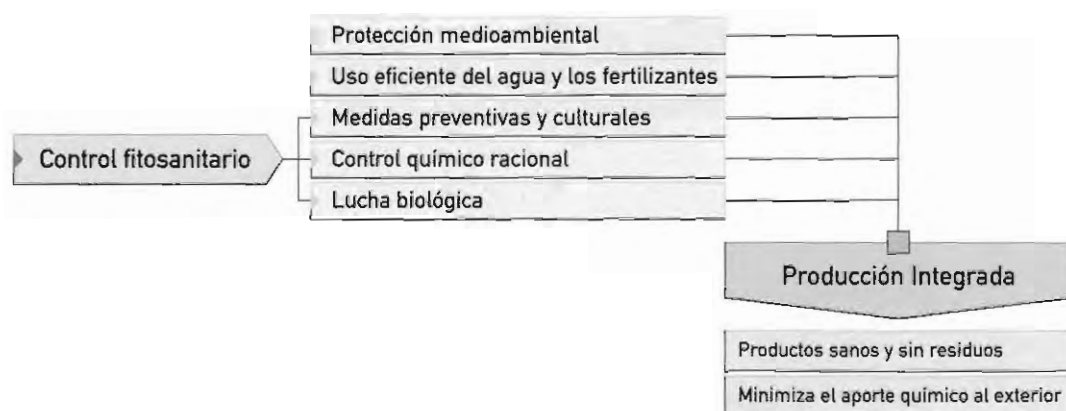 Protección medioambiental
Uso eficiente del agua y los fertilizantes
Medidas preventivas y culturales
Control fitosanitario
Control químico racional
Lucha biológica
Producción Integrada
Productos sanos y sin residuos
Minimiza el aporte químico al exterior